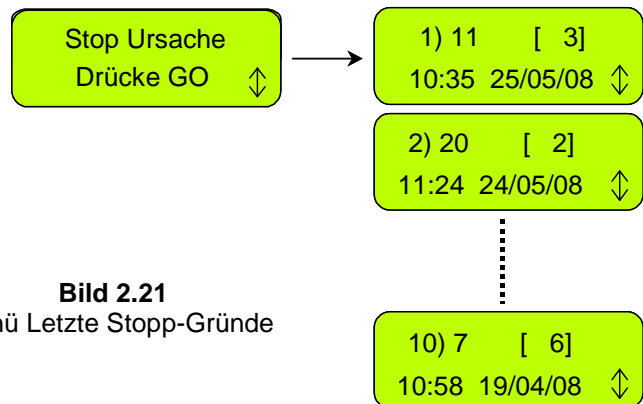 Stop Ursache
Drücke GO
1) 11 [ 3]
10:35 25/05/08
2) 20 [ 2]
11:24 24/05/08
10) 7 [ 6]
10:58 19/04/08
Bild 2.21
Letzte Stopp-Gründe